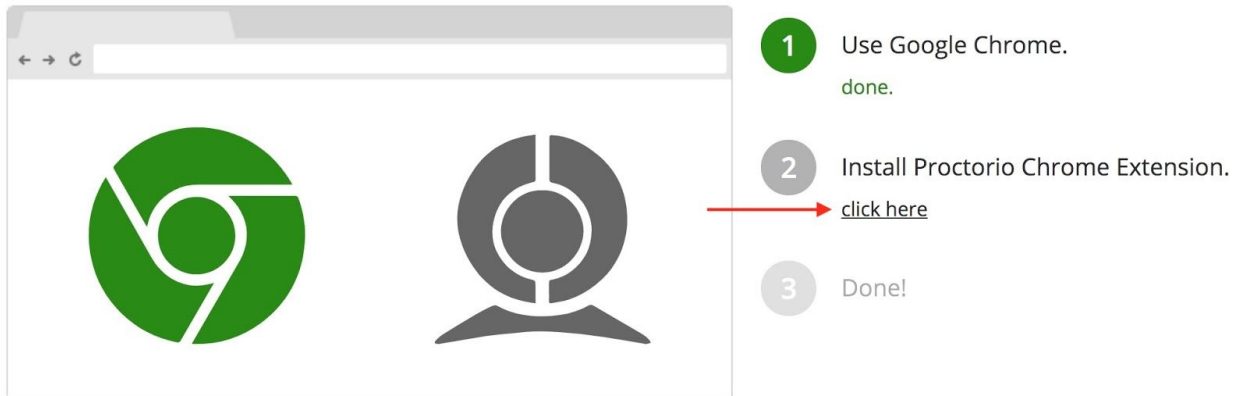 1
Use Google Chrome.
done.
2
Install Proctorio Chrome Extension.
click here
3
Done!